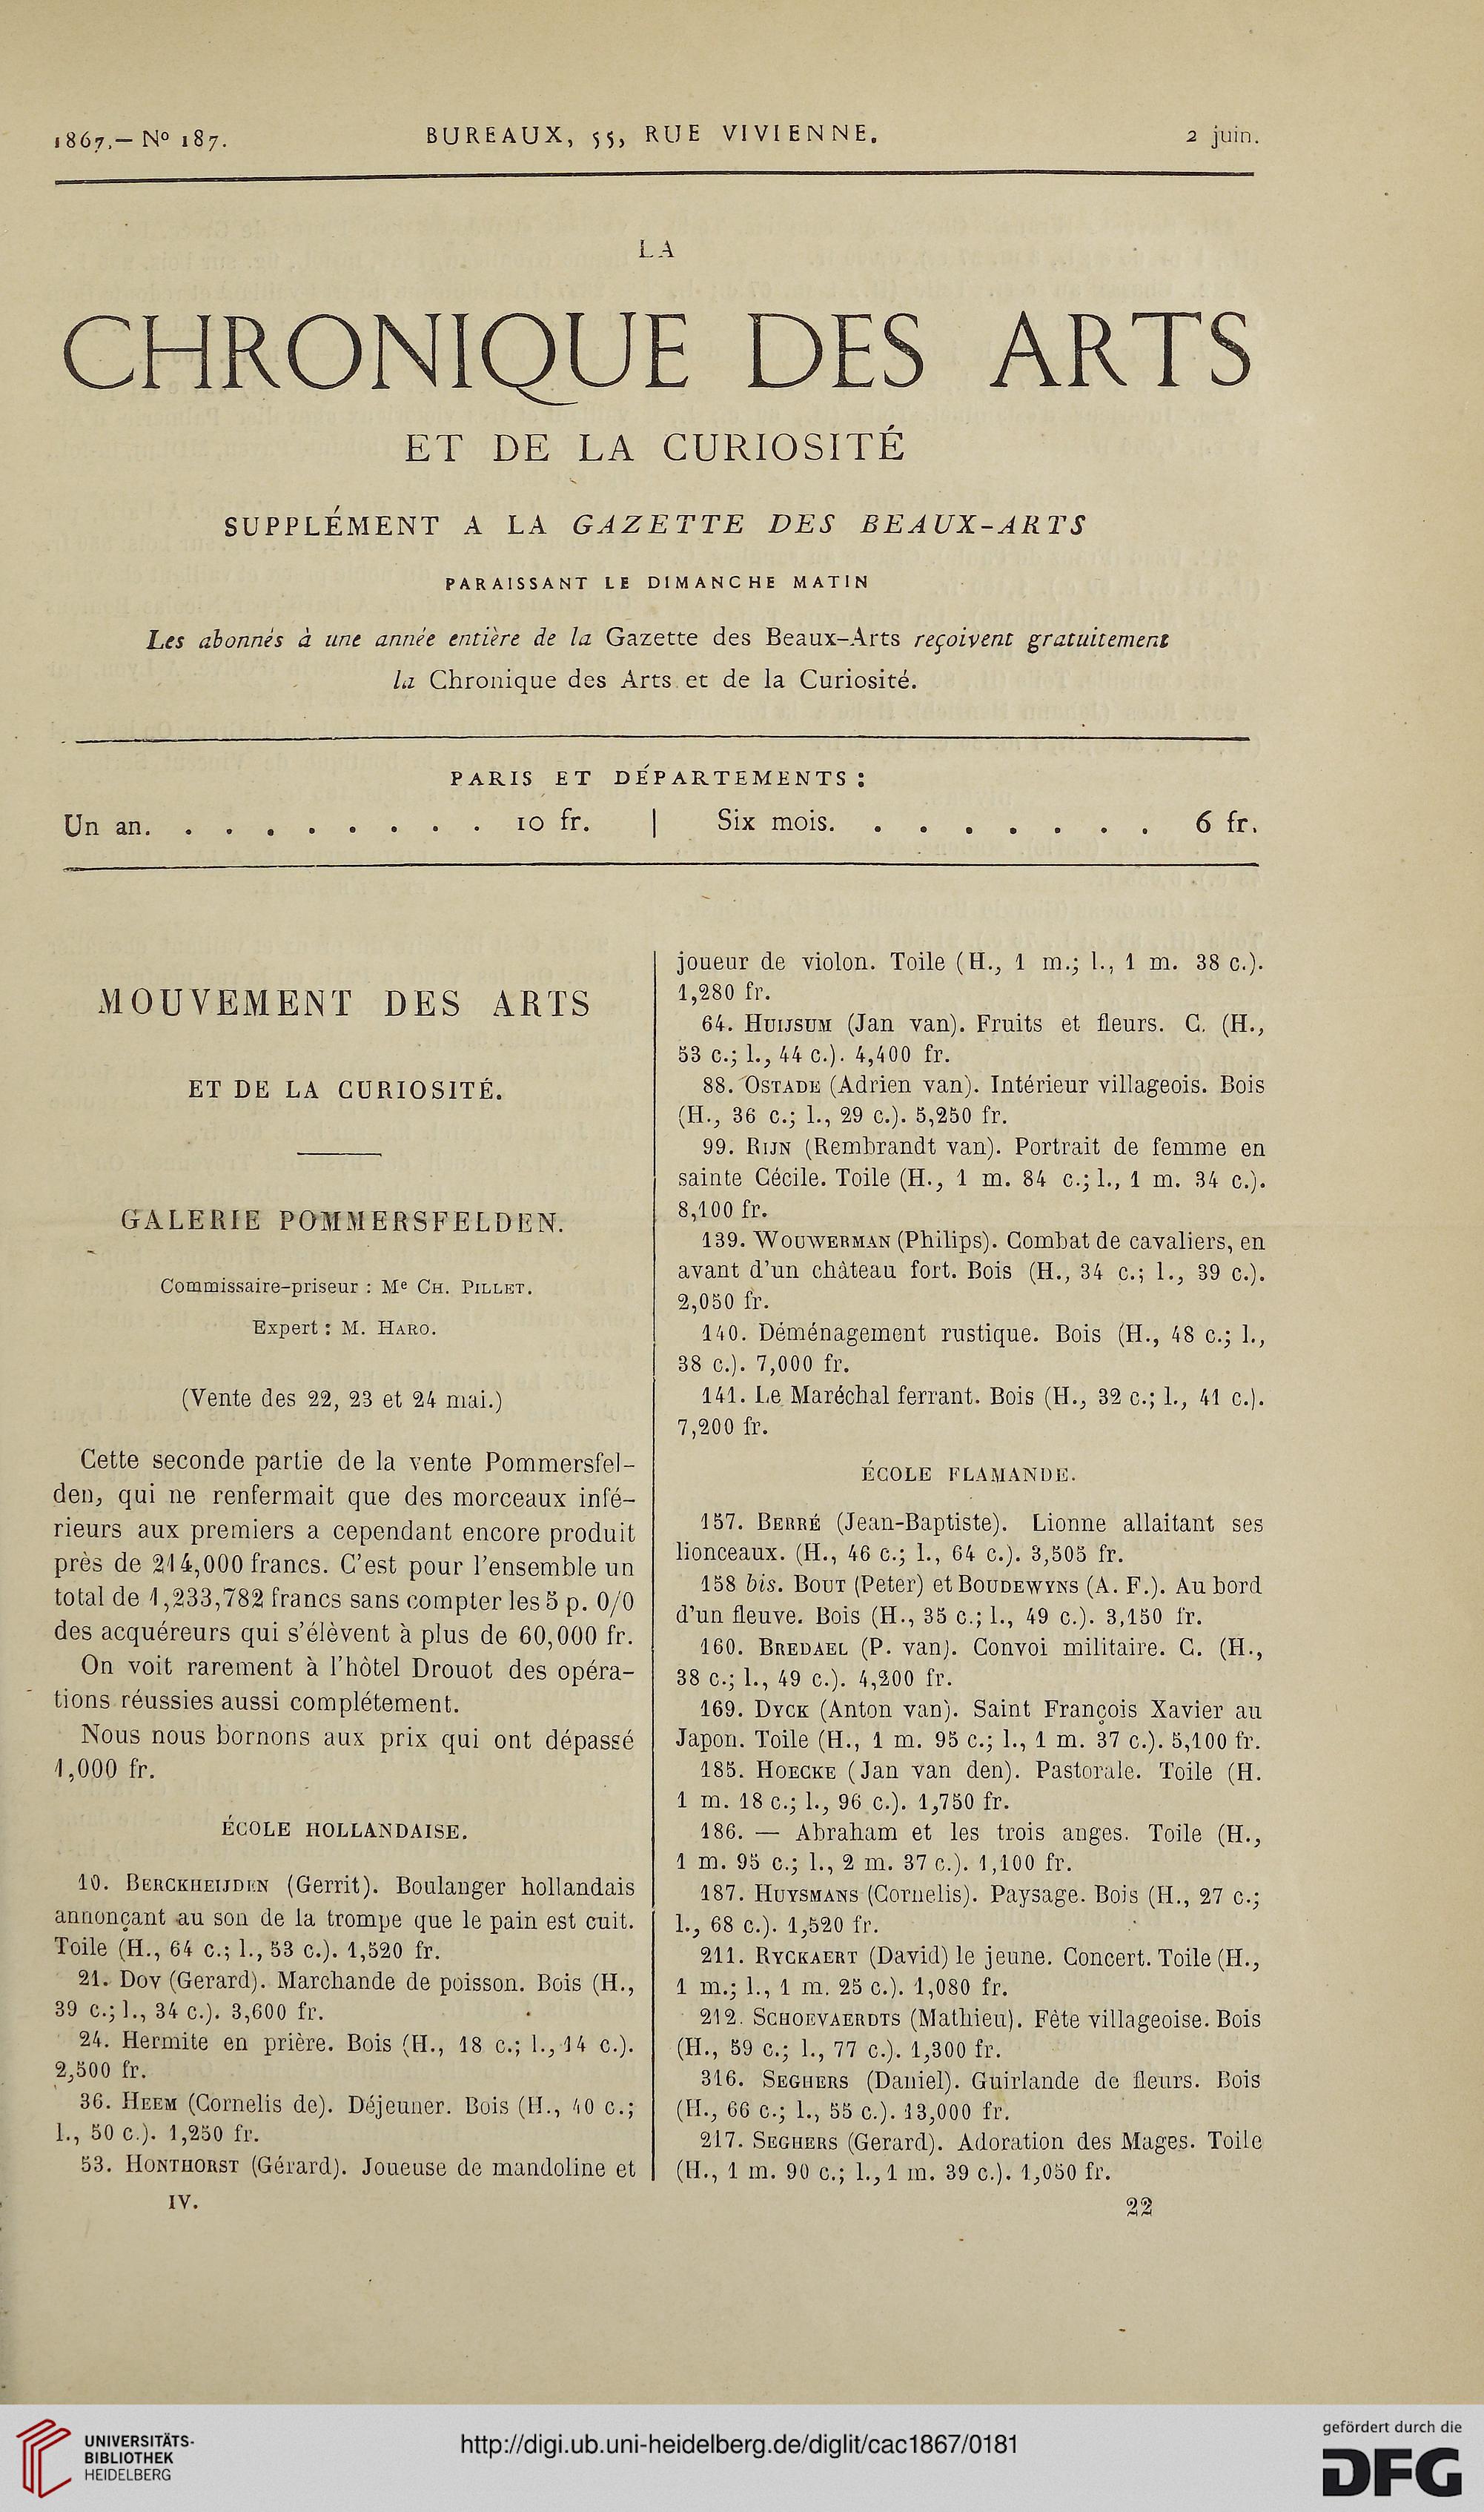 1867.— Nº 187.
BUREAUX, 55, RUE VIVIENNE.
2 juin.
LA
CHRONIQUE DES ARTS
ET DE LA CURIOSITÉ
SUPPLÉMENT A LA GAZETTE DES BEAUX-ARTS
PARAISSANT LE DIMANCHE MATIN
Les abonnés à une année entière de la Gazette des Beaux-Arts reçoivent gratuitement
la Chronique des Arts et de la Curiosité.
PARIS ET DÉPARTEMENTS :
Un an. . . . . . . . . 10 fr. | Six mois. . . . . . . . 6 fr.
MOUVEMENT DES ARTS
ET DE LA CURIOSITÉ.
GALERIE POMMERSFELDEN.
Commissaire-priseur : Me CH. PILLET.
Expert : M. HARO.
(Vente des 22, 23 et 24 mai.)
Cette seconde partie de la vente Pommersfel-
den, qui ne renfermait que des morceaux infé-
rieurs aux premiers a cependant encore produit
près de 214,000 francs. C'est pour l'ensemble un
total de 1,233,782 francs sans compter les 5 p. 0/0
des acquéreurs qui s'élèvent à plus de 60,000 fr.
On voit rarement à l'hôtel Drouot des opéra-
tions réussies aussi complétement.
Nous nous bornons aux prix qui ont dépassé
1,000 fr.
ÉCOLE HOLLANDAISE.
10. BERCKHEIJDEN (Gerrit). Boulanger hollandais
annonçant au son de la trompe que le pain est cuit.
Toile (H., 64 c.; l., 53 c.). 1,520 fr.
21. DOV (Gerard). Marchande de poisson. Bois (H.,
39 c.; l., 34 c.). 3,600 fr.
24. Hermite en prière. Bois (H., 18 c.; l., 14 c.).
2,500 fr.
36. HEEM (Cornelis de). Déjeuner. Bois (H., 40 c.;
l., 50 c.). 1,250 fr.
53. HONTHORST (Gérard). Joueuse de mandoline et
IV.
joueur de violon. Toile (H., 1 m.; l., 1 m. 38 c.).
1,280 fr.
64. HUIJSUM (Jan van). Fruits et fleurs. C. (H.,
53 c.; l., 44 c.). 4,400 fr.
88. OSTADE (Adrien van). Intérieur villageois. Bois
(H., 36 c.; l., 29 c.). 5,250 fr.
99. RIJN (Rembrandt van). Portrait de femme en
sainte Cécile. Toile (H., 1 m. 84 c.; l., 1 m. 34 c.).
8,100 fr.
139. WOUWERMAN (Philips). Combat de cavaliers, en
avant d'un château fort. Bois (H., 34 c.; l., 39 c.).
2,050 fr.
140. Déménagement rustique. Bois (H., 48 c.; l.,
38 c.). 7,000 fr.
141. Le Maréchal ferrant. Bois (H., 32 c.; l., 41 c.).
7,200 fr.
ÉCOLE FLAMANDE.
157. BERRÉ (Jean-Baptiste). Lionne allaitant ses
lionceaux. (H., 46 c.; l., 64 c.). 3,505 fr.
158 bis. BOUT (Peter) et BOUDEWYNS (A. F.). Au bord
d'un fleuve. Bois (H., 35 c.; l., 49 c.). 3,150 fr.
160. BREDAEL (P. van). Convoi militaire. C. (H.,
38 c.; l., 49 c.). 4,200 fr.
169. DYCK (Anton van). Saint François Xavier au
Japon. Toile (H., 1 m. 95 c.; l., 1 m. 37 c.). 5,100 fr.
185. HOECKE (Jan van den). Pastorale. Toile (H.
1 m. 18 c.; l., 96 c.). 1,750 fr.
186. — Abraham et les trois anges. Toile (H.,
1 m. 95 c.; l., 2 m. 37 c.). 1,100 fr.
187. HUYSMANS (Cornelis). Paysage. Bois (H., 27 c.;
l., 68 c.). 1,520 fr.
211. RYCKAERT (David) le jeune. Concert. Toile (H.,
1 m.; l., 1 m. 25 c.). 1,080 fr.
212. SCHOEVAERDTS (Mathieu). Fête villageoise. Bois
(H., 59 c.; l., 77 c.). 1,300 fr.
316. SEGHERS (Daniel). Guirlande de fleurs. Bois
(H., 66 c.; l., 55 c.). 13,000 fr.
217. SEGHERS (Gerard). Adoration des Mages. Toile
(H., 1 m. 90 c.; l., 1 m. 39 c.). 1,050 fr.
22
UNIVERSITÄTS-
BIBLIOTHEK
HEIDELBERG
http://digi.ub.uni-heidelberg.de/diglit/cac1867/0181
gefördert durch die
DFG